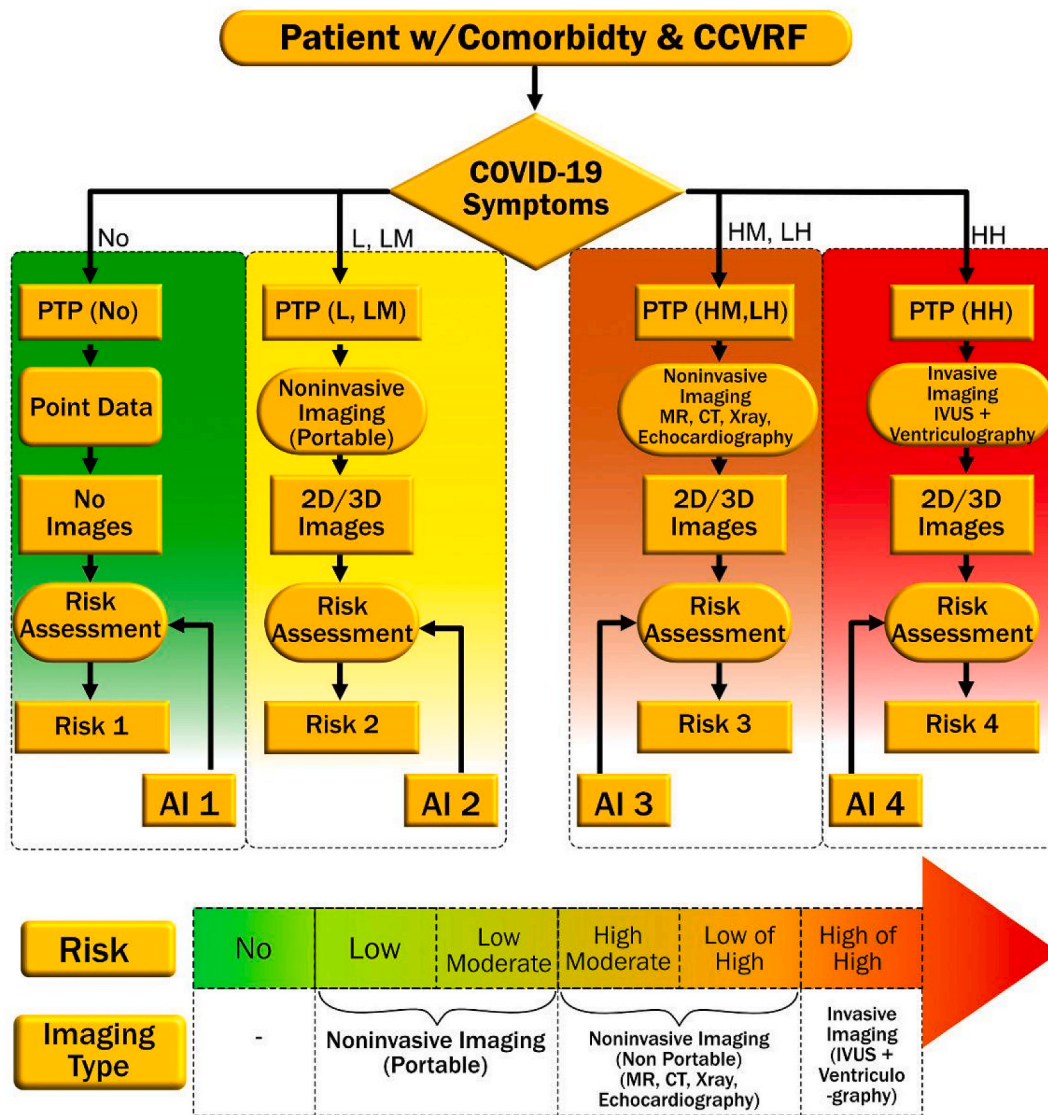 Patient w/Comorbidty & CCVRF
COVID-19
Symptoms
No
L, LM
HM, LH
HH
PTP (No)
Point Data
No
Images
Risk
Assessment
Risk 1
AI 1
PTP (L, LM)
Noninvasive
Imaging
(Portable)
2D/3D
Images
Risk
Assessment
Risk 2
AI 2
PTP (HM,LH)
Noninvasive
Imaging
MR, CT, Xray,
Echocardiography
2D/3D
Images
Risk
Assessment
Risk 3
AI 3
PTP (HH)
Invasive
Imaging
IVUS +
Ventriculography
2D/3D
Images
Risk
Assessment
Risk 4
AI 4
Risk
No
Low
Low
Moderate
High
Moderate
Low of
High
High of
High
Imaging
Type
-
Noninvasive Imaging
(Portable)
Noninvasive Imaging
(Non Portable)
(MR, CT, Xray,
Echocardiography)
Invasive
Imaging
(IVUS +
Ventriculo
-graphy)